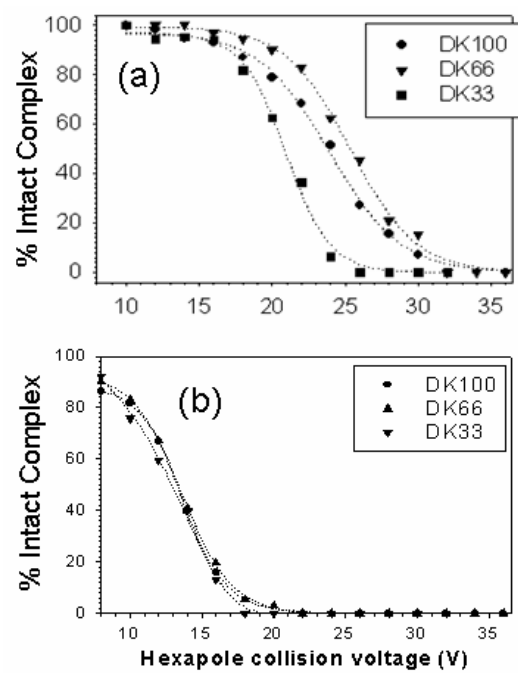 100
80
60
40
20
0
% Intact Complex
(a)
DK100
DK66
DK33
10 15 20 25 30 35
100
80
60
40
20
0
% Intact Complex
(b)
DK100
DK66
DK33
10 15 20 25 30 35
Hexapole collision voltage (V)